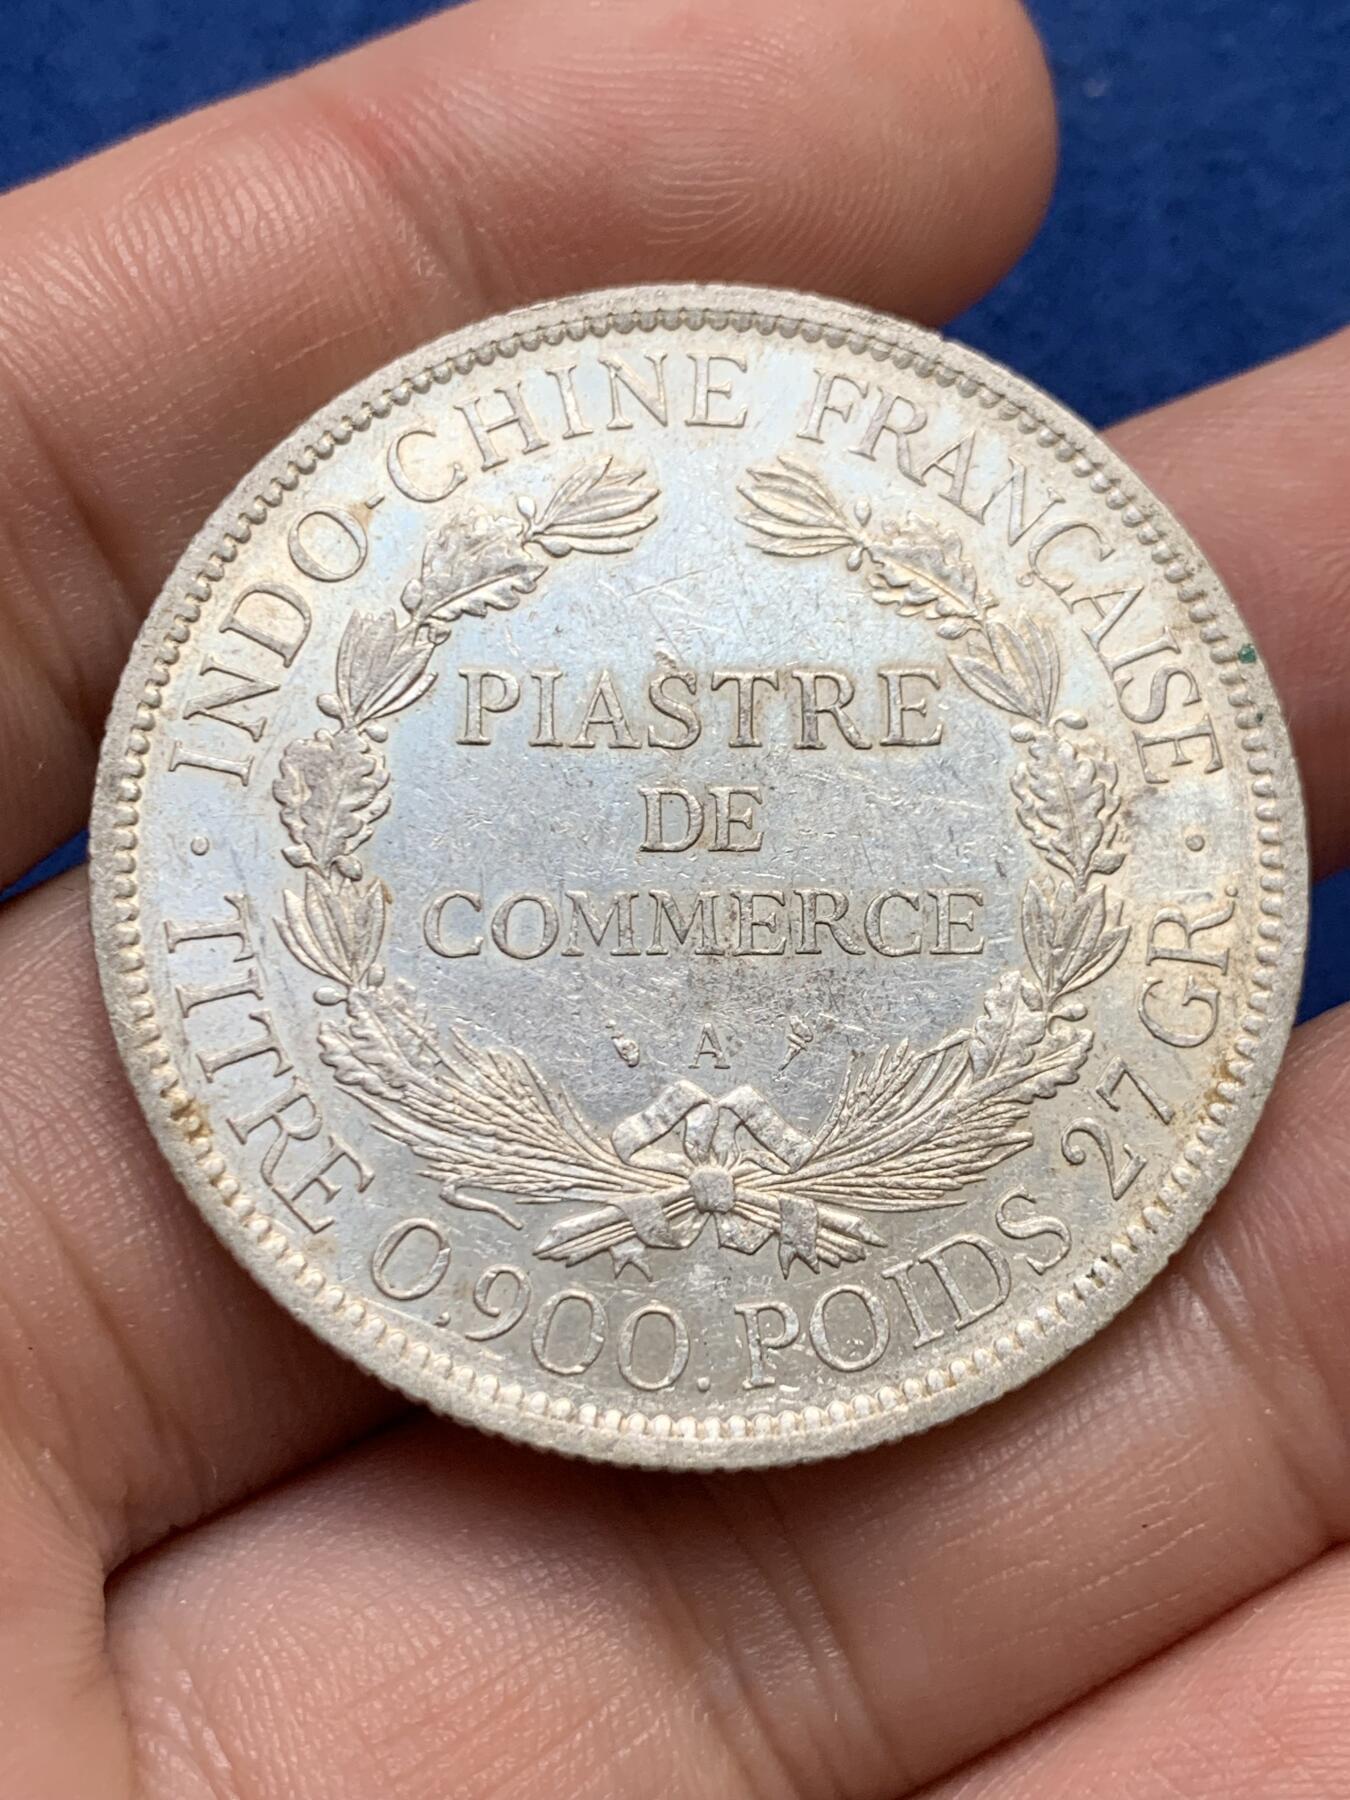 INDO-CHINE FRANÇAISE
PIASTRE
DE
COMMERCE
A
· TITRE 0,900. POIDS 27 GR. ·